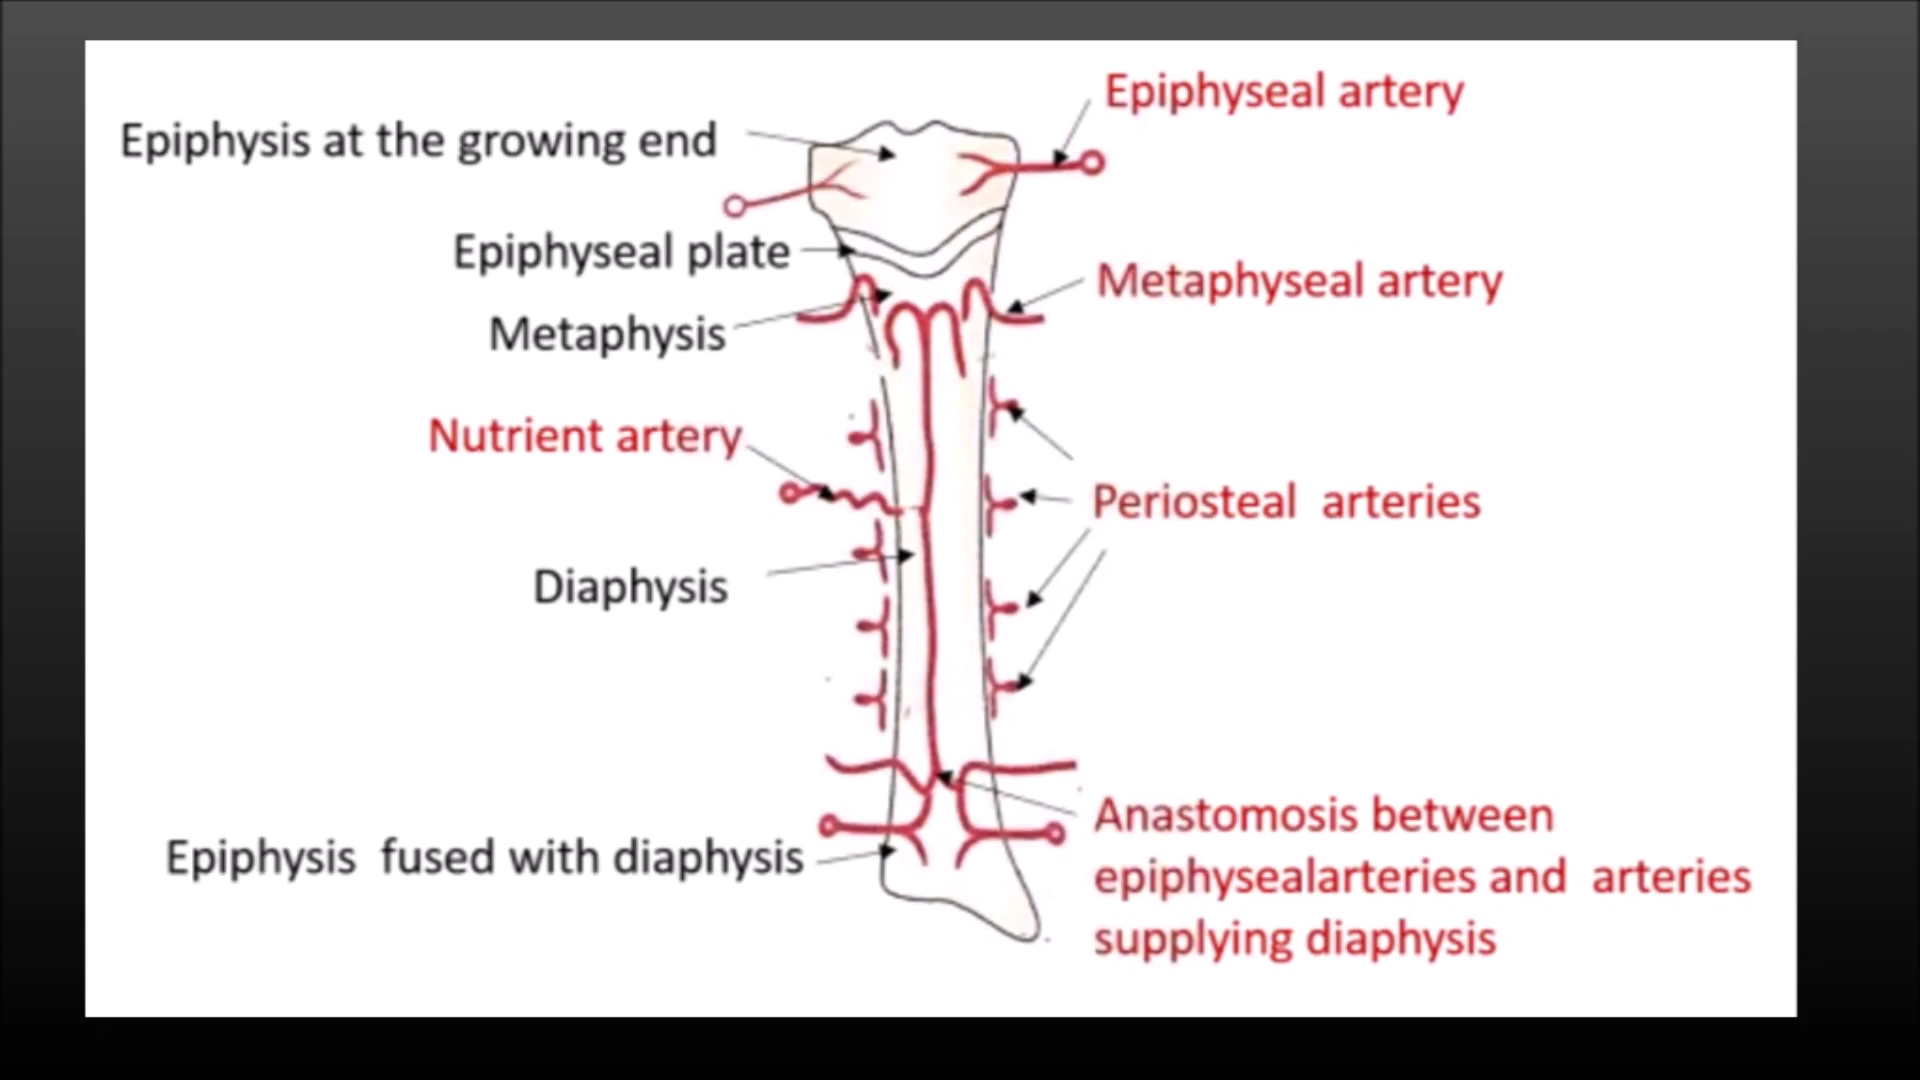 Epiphyseal artery
Epiphysis at the growing end
Epiphyseal plate
Metaphyseal artery
Metaphysis
Nutrient artery
Periosteal arteries
Diaphysis
Anastomosis between
epiphysealarteries and arteries
supplying diaphysis
Epiphysis fused with diaphysis